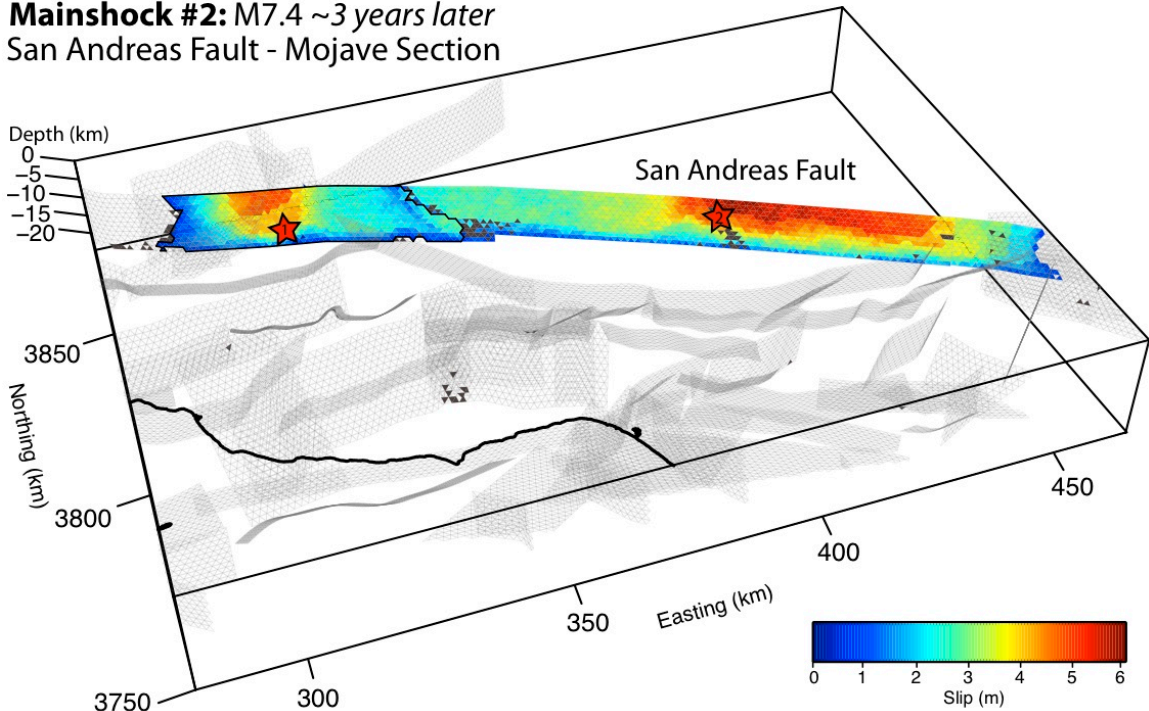 Mainshock #2: M7.4 ~3 years later
San Andreas Fault - Mojave Section
Depth (km)
0
−5
−10
−15
−20
San Andreas Fault
2
3850
3800
3750
Northing (km)
300
350
400
450
Easting (km)
0 1 2 3 4 5 6
Slip (m)